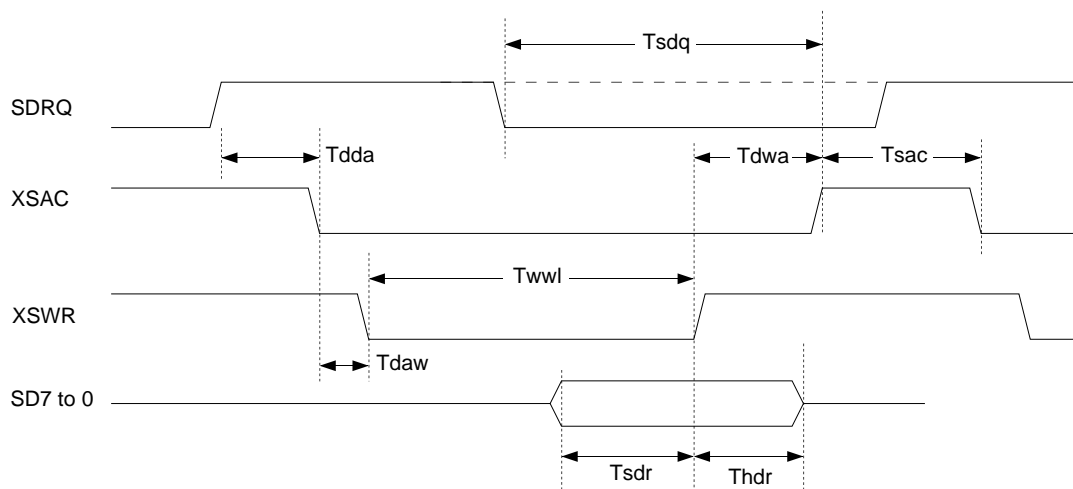 Tsdq
SDRQ
Tdda
Tdwa
Tsac
XSAC
Twwl
XSWR
Tdaw
SD7 to 0
Tsdr
Thdr